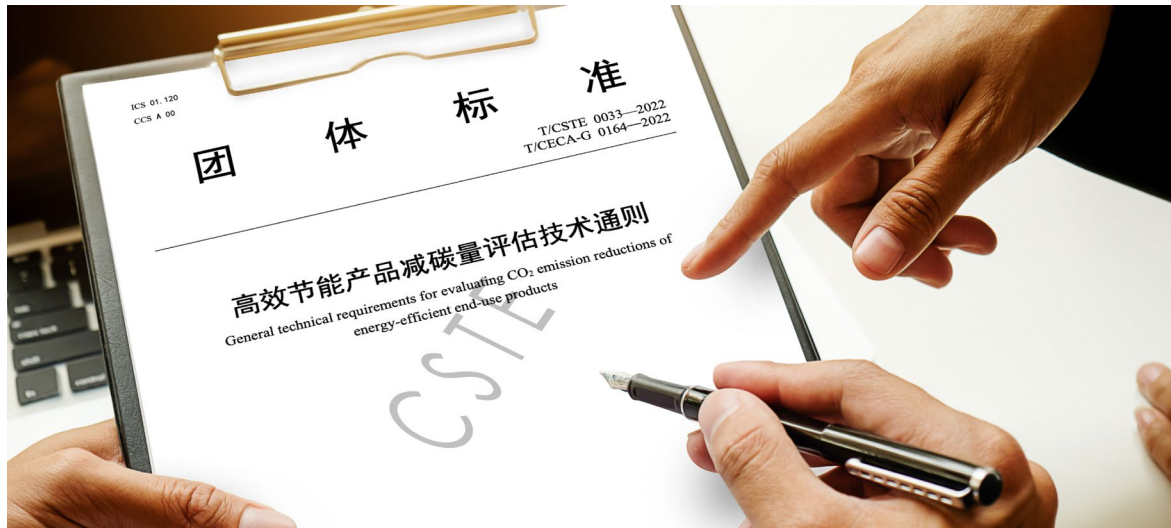 ICS 01.120
CCS A 00
团体标准
T/CSTE 0033—2022
T/CECA-G 0164—2022
高效节能产品减碳量评估技术通则
General technical requirements for evaluating CO₂ emission reductions of
energy-efficient end-use products
CSTE